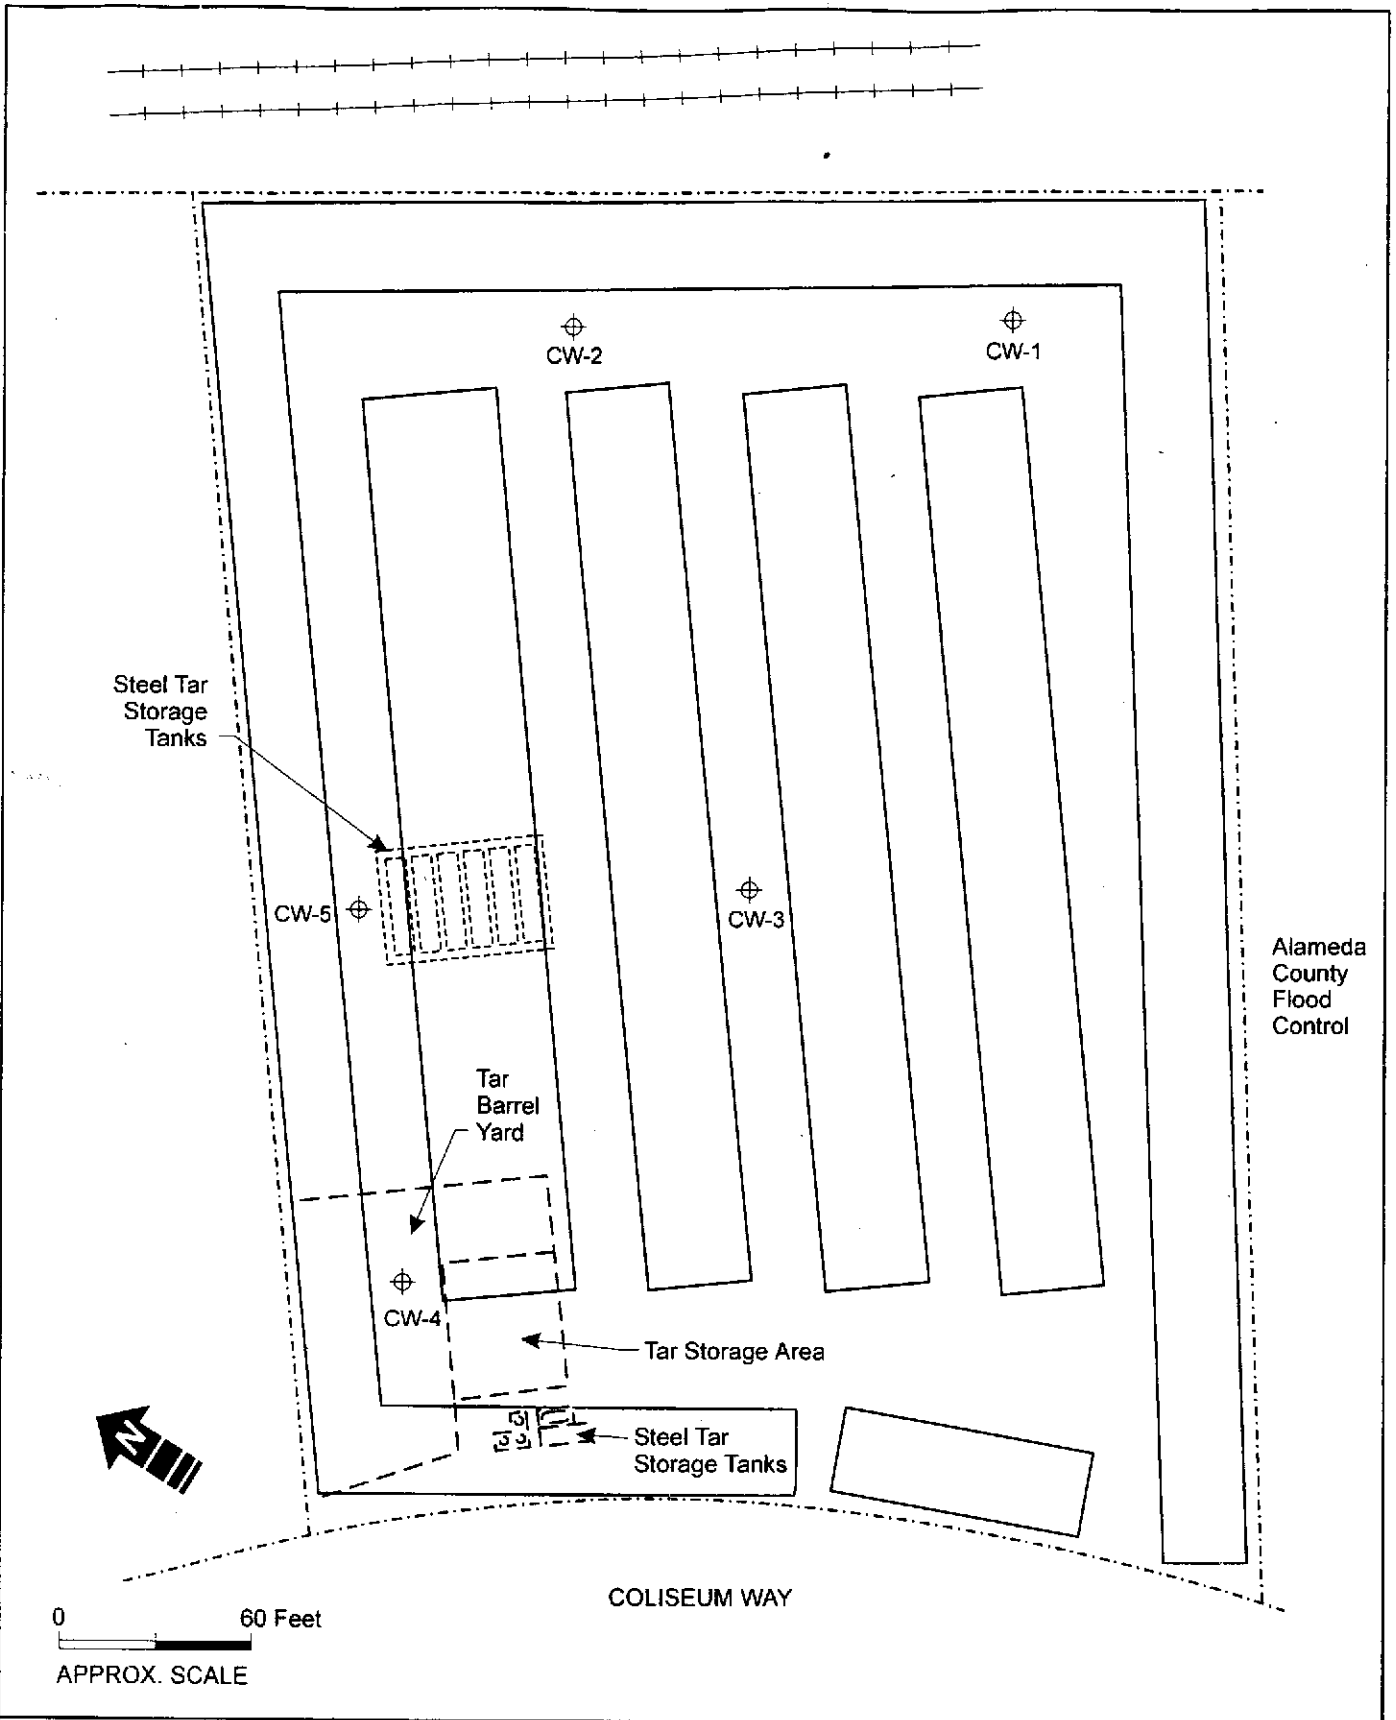 CW-2
CW-1
Steel Tar
Storage
Tanks
CW-5
CW-3
Alameda
County
Flood
Control
Tar
Barrel
Yard
CW-4
Tar Storage Area
N
Steel Tar
Storage Tanks
COLISEUM WAY
0 60 Feet
APPROX. SCALE